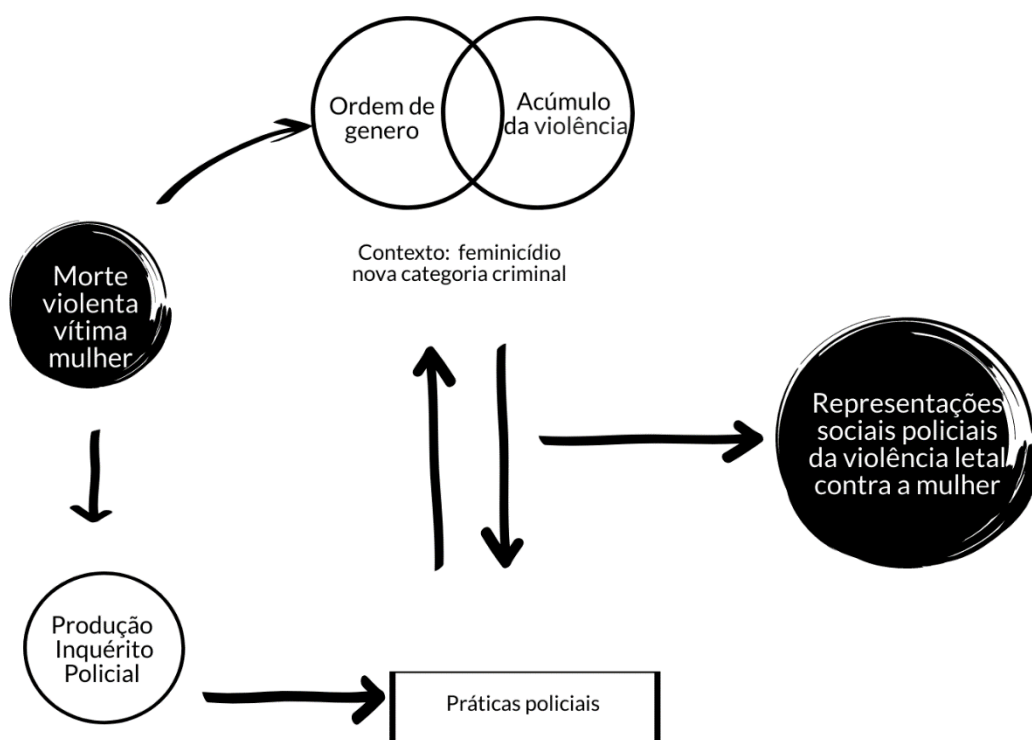 Ordem de
genero
Acúmulo
da violência
Contexto: feminicídio
nova categoria criminal
Morte
violenta
vítima
mulher
Representações
sociais policiais
da violência letal
contra a mulher
Produção
Inquérito
Policial
Práticas policiais